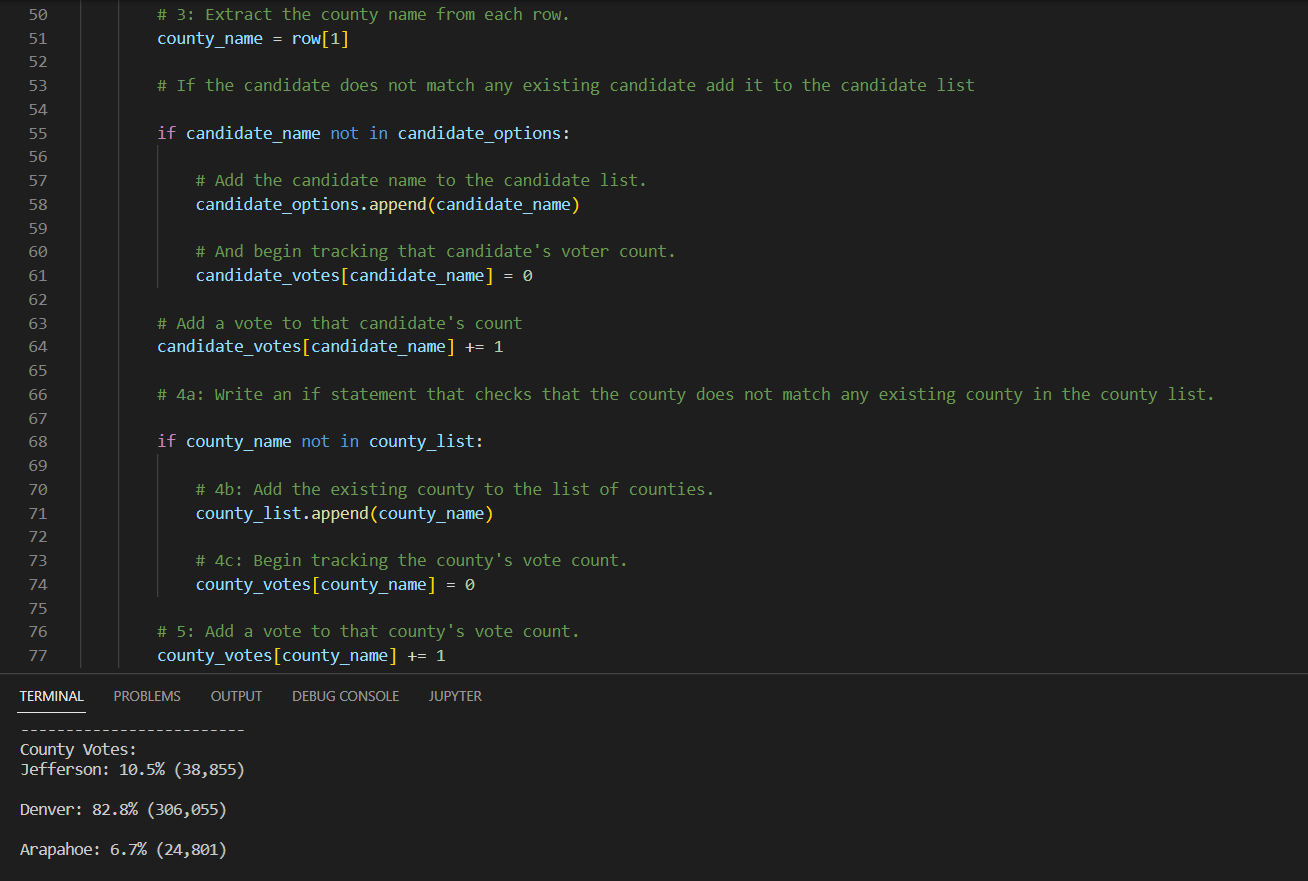 50 # 3: Extract the county name from each row.
51 county_name = row[1]
52
53 # If the candidate does not match any existing candidate add it to the candidate list
54
55 if candidate_name not in candidate_options:
56
57 # Add the candidate name to the candidate list.
58 candidate_options.append(candidate_name)
59
60 # And begin tracking that candidate's voter count.
61 candidate_votes[candidate_name] = 0
62
63 # Add a vote to that candidate's count
64 candidate_votes[candidate_name] += 1
65
66 # 4a: Write an if statement that checks that the county does not match any existing county in the county list.
67
68 if county_name not in county_list:
69
70 # 4b: Add the existing county to the list of counties.
71 county_list.append(county_name)
72
73 # 4c: Begin tracking the county's vote count.
74 county_votes[county_name] = 0
75
76 # 5: Add a vote to that county's vote count.
77 county_votes[county_name] += 1
TERMINAL PROBLEMS OUTPUT DEBUG CONSOLE JUPYTER
-------------------------
County Votes:
Jefferson: 10.5% (38,855)
Denver: 82.8% (306,055)
Arapahoe: 6.7% (24,801)